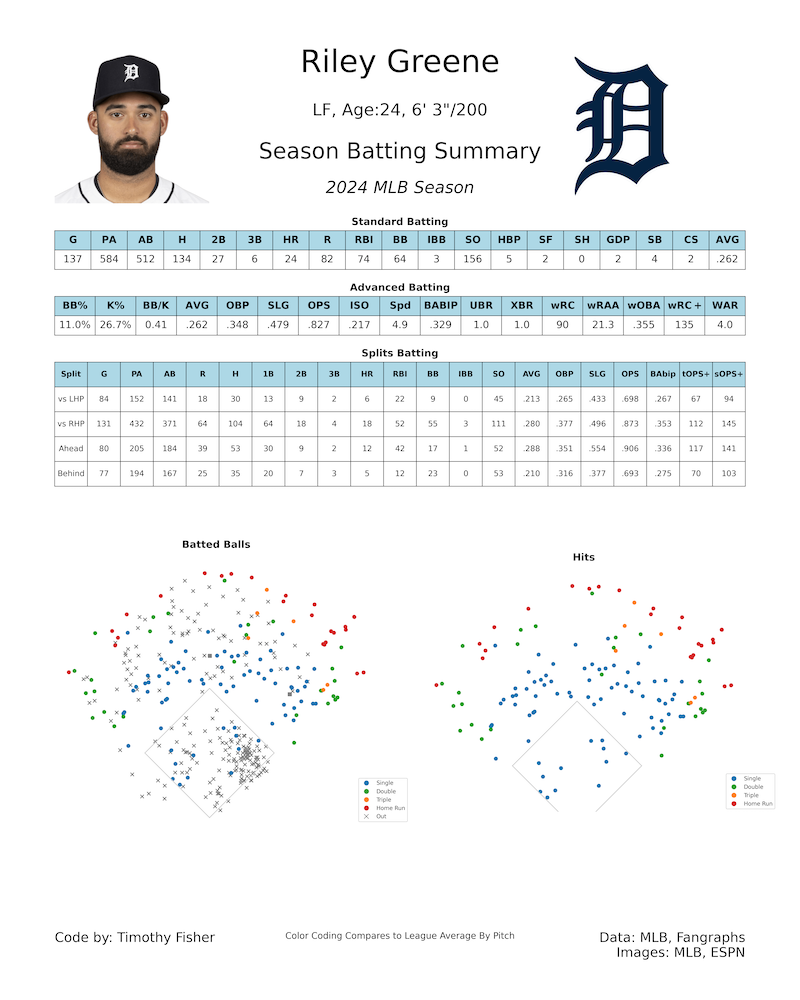 Riley Greene
LF, Age:24, 6' 3"/200
Season Batting Summary
2024 MLB Season
D
D
Standard Batting
G PA AB H 2B 3B HR R RBI BB IBB SO HBP SF SH GDP SB CS AVG
137 584 512 134 27 6 24 82 74 64 3 156 5 2 0 2 4 2 .262
Advanced Batting
BB% K% BB/K AVG OBP SLG OPS ISO Spd BABIP UBR XBR wRC wRAA wOBA wRC+ WAR
11.0% 26.7% 0.41 .262 .348 .479 .827 .217 4.9 .329 1.0 1.0 90 21.3 .355 135 4.0
Splits Batting
Split G PA AB R H 1B 2B 3B HR RBI BB IBB SO AVG OBP SLG OPS BAbip tOPS+ sOPS+
vs LHP 84 152 141 18 30 13 9 2 6 22 9 0 45 .213 .265 .433 .698 .267 67 94
vs RHP 131 432 371 64 104 64 18 4 18 52 55 3 111 .280 .377 .496 .873 .353 112 145
Ahead 80 205 184 39 53 30 9 2 12 42 17 1 52 .288 .351 .554 .906 .336 117 141
Behind 77 194 167 25 35 20 7 3 5 12 23 0 53 .210 .316 .377 .693 .275 70 103
Batted Balls
Single
Double
Triple
Home Run
Out
Hits
Single
Double
Triple
Home Run
Code by: Timothy Fisher
Color Coding Compares to League Average By Pitch
Data: MLB, Fangraphs
Images: MLB, ESPN